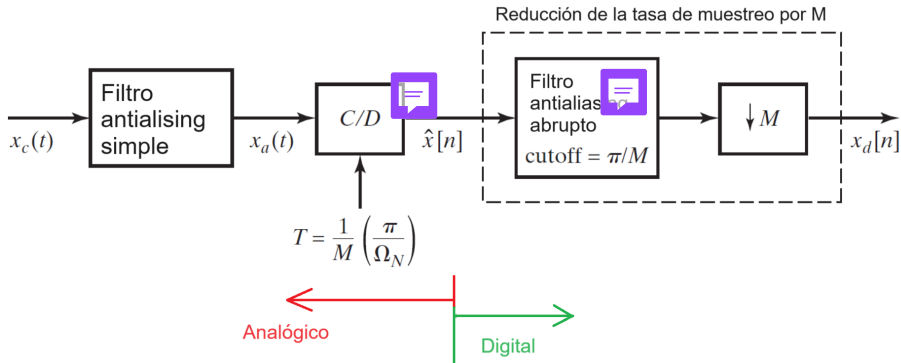 Reducción de la tasa de muestreo por M
Filtro
antialising
simple
C/D
Filtro
antialiasing
abrupto
cutoff = π/M
↓ M
x_c(t)
x_a(t)
x̂[n]
x_d[n]
T = 1/M (π/Ω_N)
Analógico
Digital